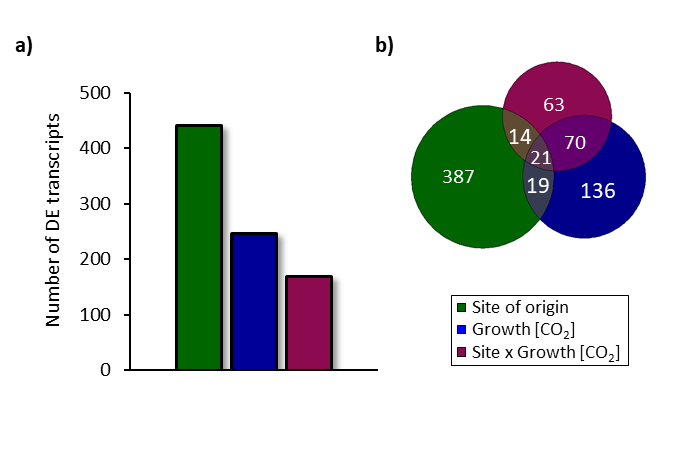 a)
Number of DE transcripts
500
400
300
200
100
0
b)
63
14
70
21
387
19
136
Site of origin
Growth [CO₂]
Site x Growth [CO₂]